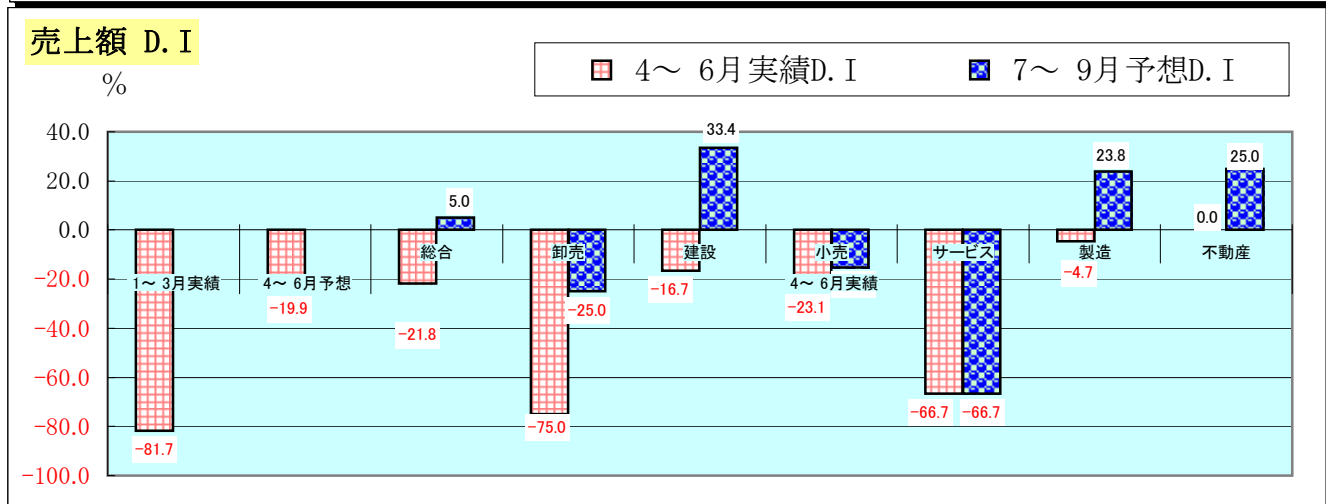 売上額 D.I
%
4～ 6月実績D.I
7～ 9月予想D.I
40.0
20.0
0.0
-20.0
-40.0
-60.0
-80.0
-100.0
1～ 3月実績
4～ 6月予想
総合
卸売
建設
小売
4～ 6月実績
サービス
製造
不動産
-81.7
-19.9
-21.8
5.0
-75.0
-25.0
-16.7
33.4
-23.1
-66.7
-66.7
-4.7
23.8
0.0
25.0